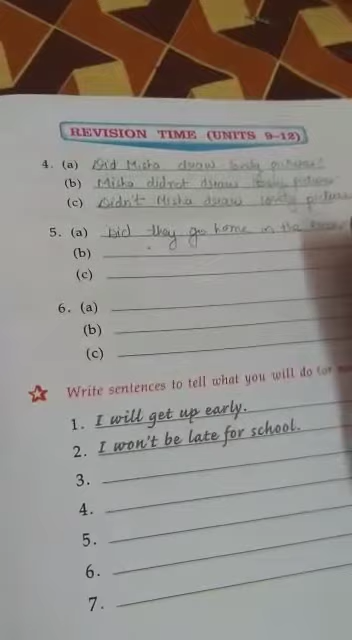 REVISION TIME (UNITS 9-12)
4. (a) Did Misha draw lovely pictures?
(b) Misha didnot draw lovely pictures
(c) Didn't Misha draw lovely pictures
5. (a) Did they go home in the
(b)
(c)
6. (a)
(b)
(c)
Write sentences to tell what you will do for
1. I will get up early.
2. I won't be late for school.
3.
4.
5.
6.
7.